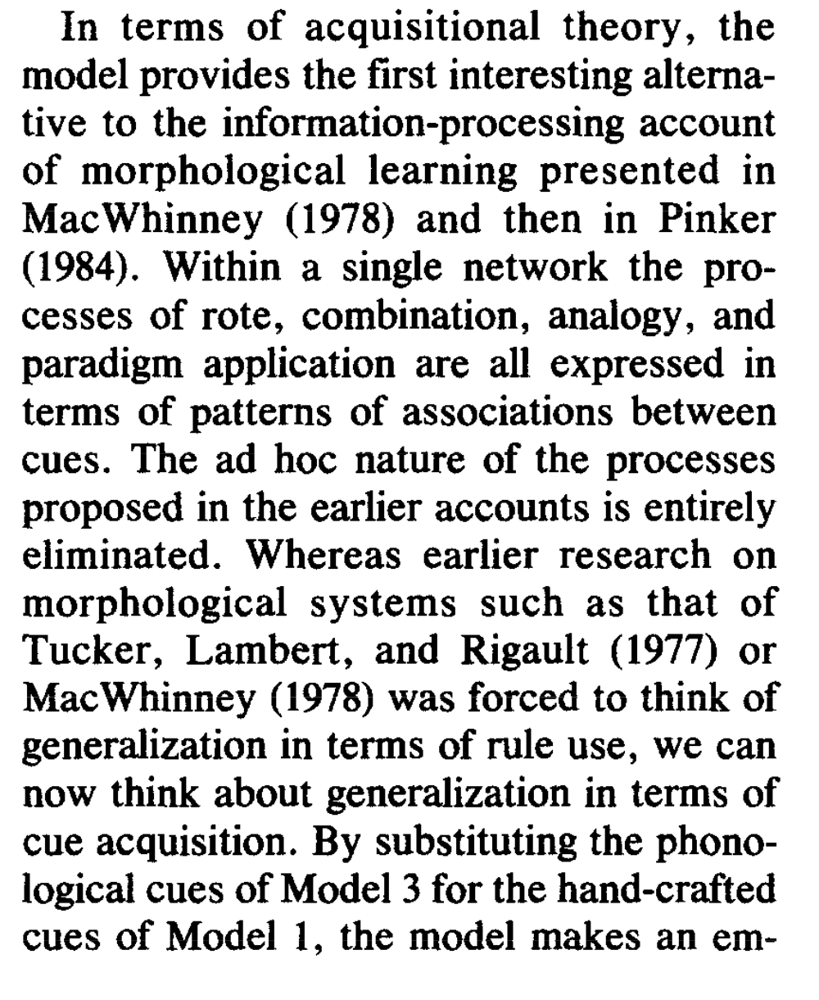 In terms of acquisitional theory, the
model provides the first interesting alterna-
tive to the information-processing account
of morphological learning presented in
MacWhinney (1978) and then in Pinker
(1984). Within a single network the pro-
cesses of rote, combination, analogy, and
paradigm application are all expressed in
terms of patterns of associations between
cues. The ad hoc nature of the processes
proposed in the earlier accounts is entirely
eliminated. Whereas earlier research on
morphological systems such as that of
Tucker, Lambert, and Rigault (1977) or
MacWhinney (1978) was forced to think of
generalization in terms of rule use, we can
now think about generalization in terms of
cue acquisition. By substituting the phono-
logical cues of Model 3 for the hand-crafted
cues of Model 1, the model makes an em-